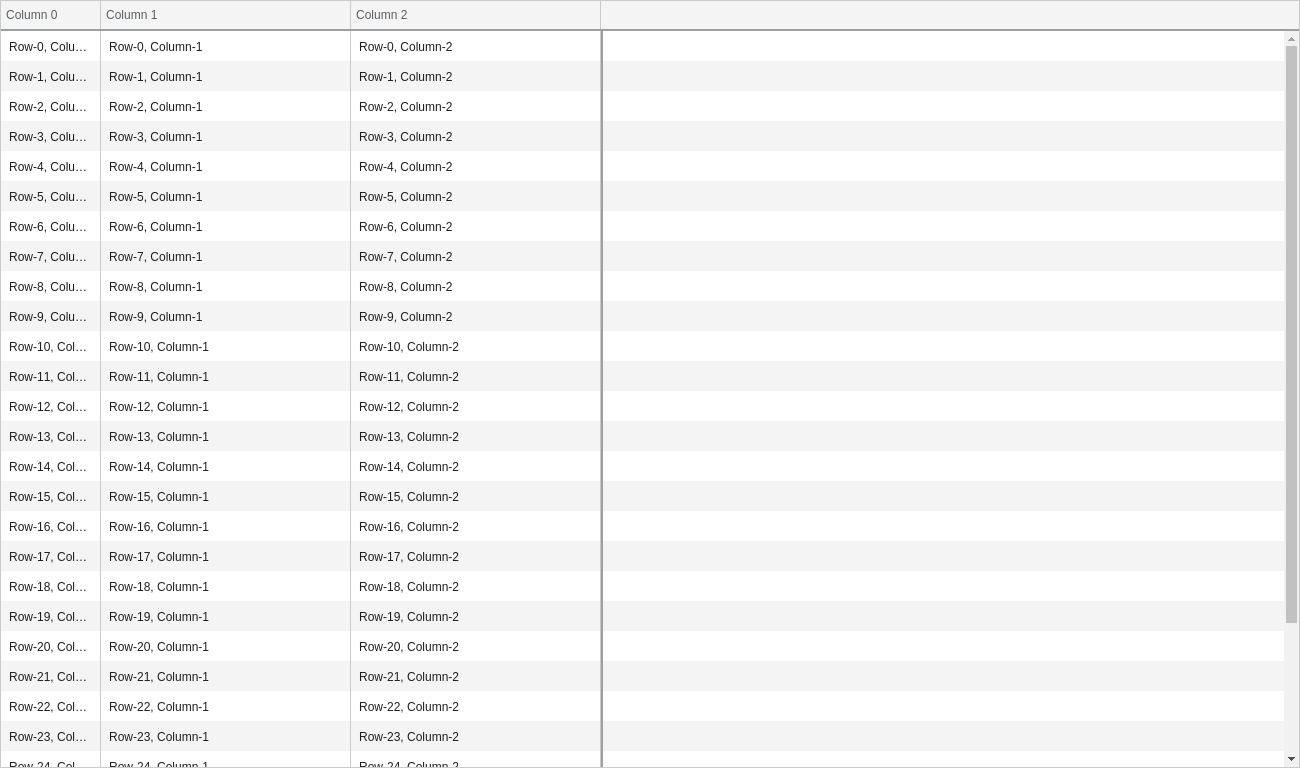 Column 0 Column 1 Column 2
Row-0, Colu... Row-0, Column-1 Row-0, Column-2
Row-1, Colu... Row-1, Column-1 Row-1, Column-2
Row-2, Colu... Row-2, Column-1 Row-2, Column-2
Row-3, Colu... Row-3, Column-1 Row-3, Column-2
Row-4, Colu... Row-4, Column-1 Row-4, Column-2
Row-5, Colu... Row-5, Column-1 Row-5, Column-2
Row-6, Colu... Row-6, Column-1 Row-6, Column-2
Row-7, Colu... Row-7, Column-1 Row-7, Column-2
Row-8, Colu... Row-8, Column-1 Row-8, Column-2
Row-9, Colu... Row-9, Column-1 Row-9, Column-2
Row-10, Col... Row-10, Column-1 Row-10, Column-2
Row-11, Col... Row-11, Column-1 Row-11, Column-2
Row-12, Col... Row-12, Column-1 Row-12, Column-2
Row-13, Col... Row-13, Column-1 Row-13, Column-2
Row-14, Col... Row-14, Column-1 Row-14, Column-2
Row-15, Col... Row-15, Column-1 Row-15, Column-2
Row-16, Col... Row-16, Column-1 Row-16, Column-2
Row-17, Col... Row-17, Column-1 Row-17, Column-2
Row-18, Col... Row-18, Column-1 Row-18, Column-2
Row-19, Col... Row-19, Column-1 Row-19, Column-2
Row-20, Col... Row-20, Column-1 Row-20, Column-2
Row-21, Col... Row-21, Column-1 Row-21, Column-2
Row-22, Col... Row-22, Column-1 Row-22, Column-2
Row-23, Col... Row-23, Column-1 Row-23, Column-2
Row-24, Col... Row-24, Column-1 Row-24, Column-2